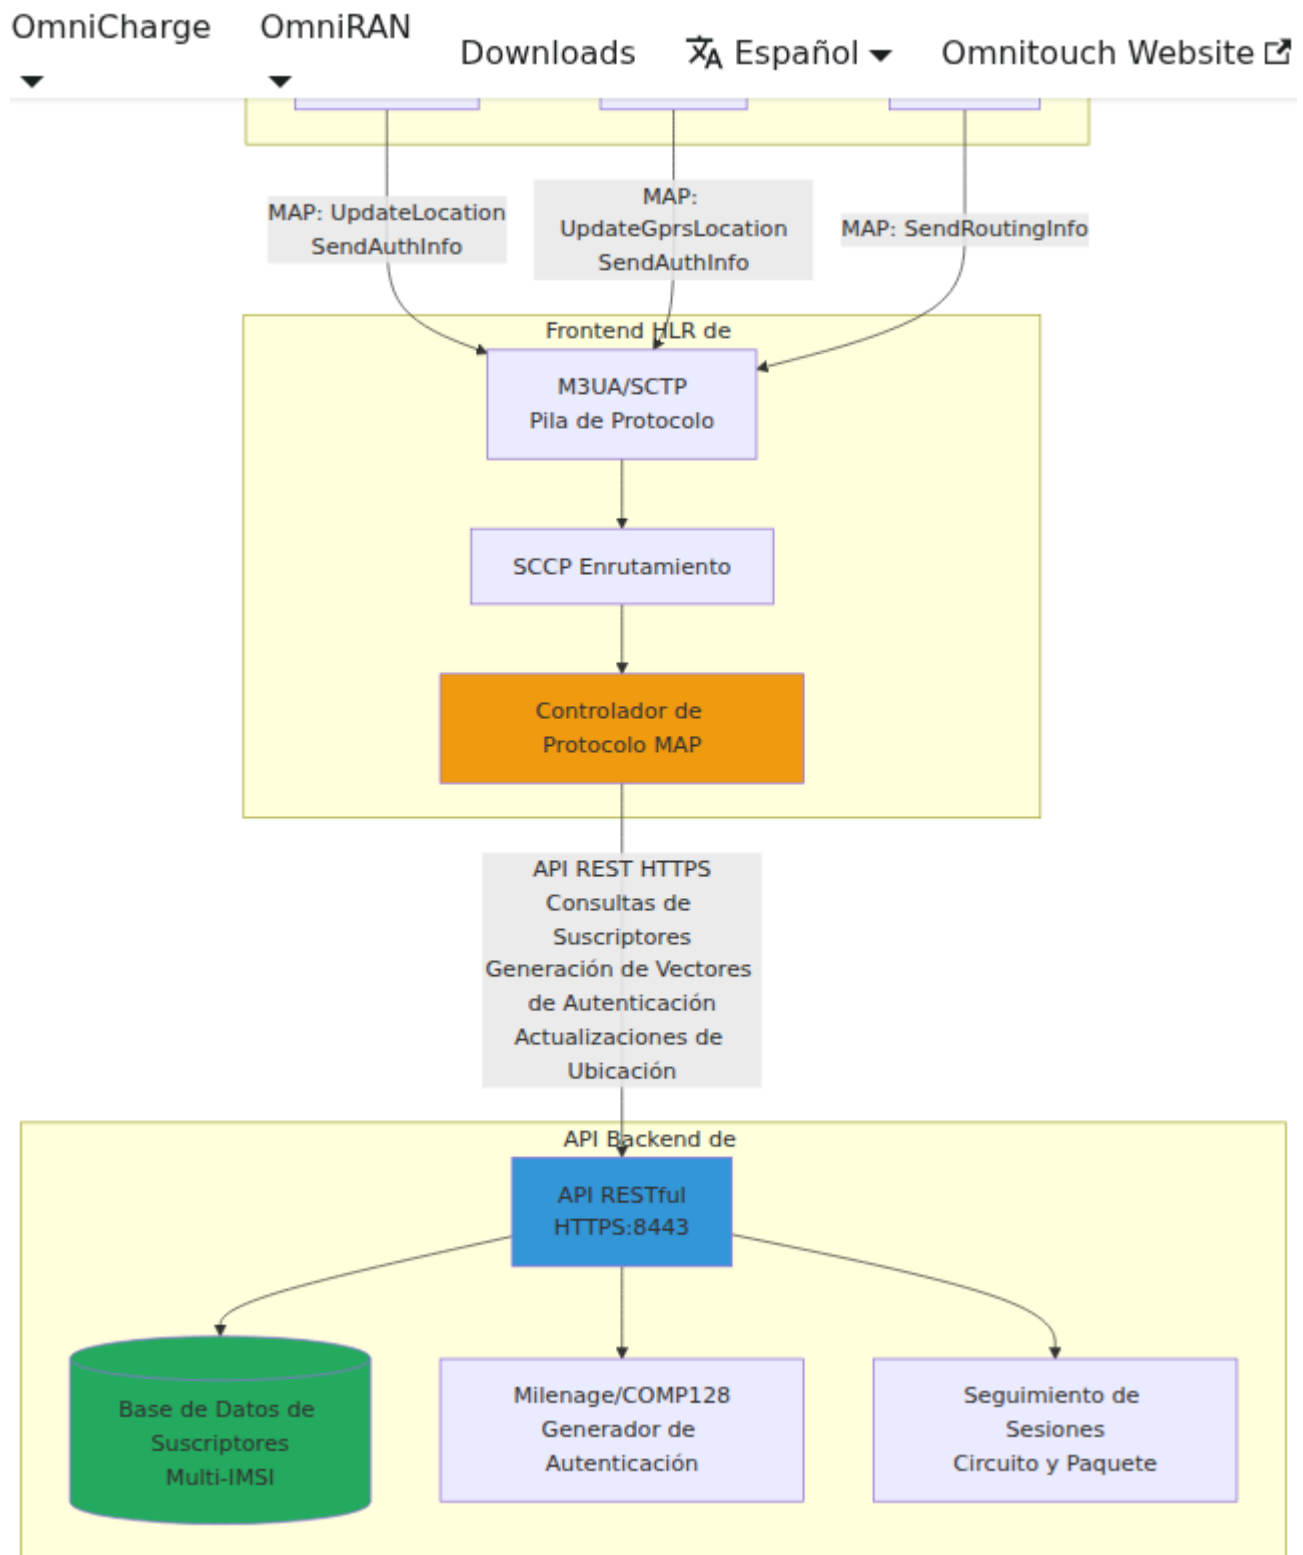 OmniCharge
OmniRAN
Downloads
Español
Omnitouch Website
MAP: UpdateLocation
SendAuthInfo
MAP:
UpdateGprsLocation
SendAuthInfo
MAP: SendRoutingInfo
Frontend HLR de
M3UA/SCTP
Pila de Protocolo
SCCP Enrutamiento
Controlador de
Protocolo MAP
API REST HTTPS
Consultas de
Suscriptores
Generación de Vectores
de Autenticación
Actualizaciones de
Ubicación
API Backend de
API RESTful
HTTPS:8443
Base de Datos de
Suscriptores
Multi-IMSI
Milenage/COMP128
Generador de
Autenticación
Seguimiento de
Sesiones
Circuito y Paquete